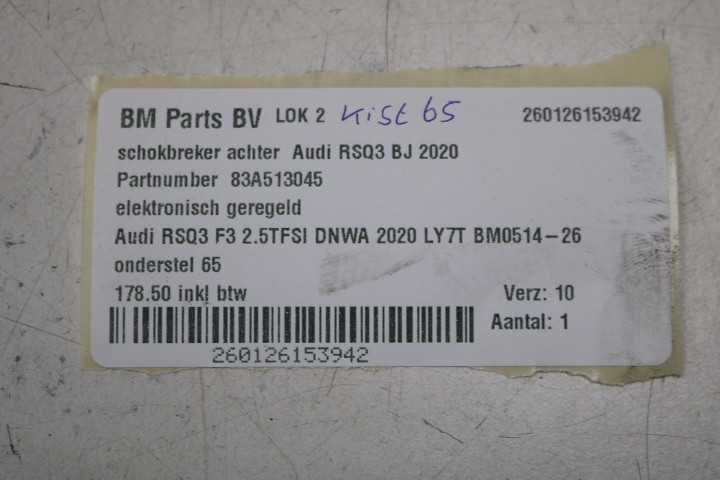 BM Parts BV LOK 2 Kist 65 260126153942
schokbreker achter Audi RSQ3 BJ 2020
Partnumber 83A513045
elektronisch geregeld
Audi RSQ3 F3 2.5TFSI DNWA 2020 LY7T BM0514-26
onderstel 65
178.50 inkl btw Verz: 10
Aantal: 1
260126153942